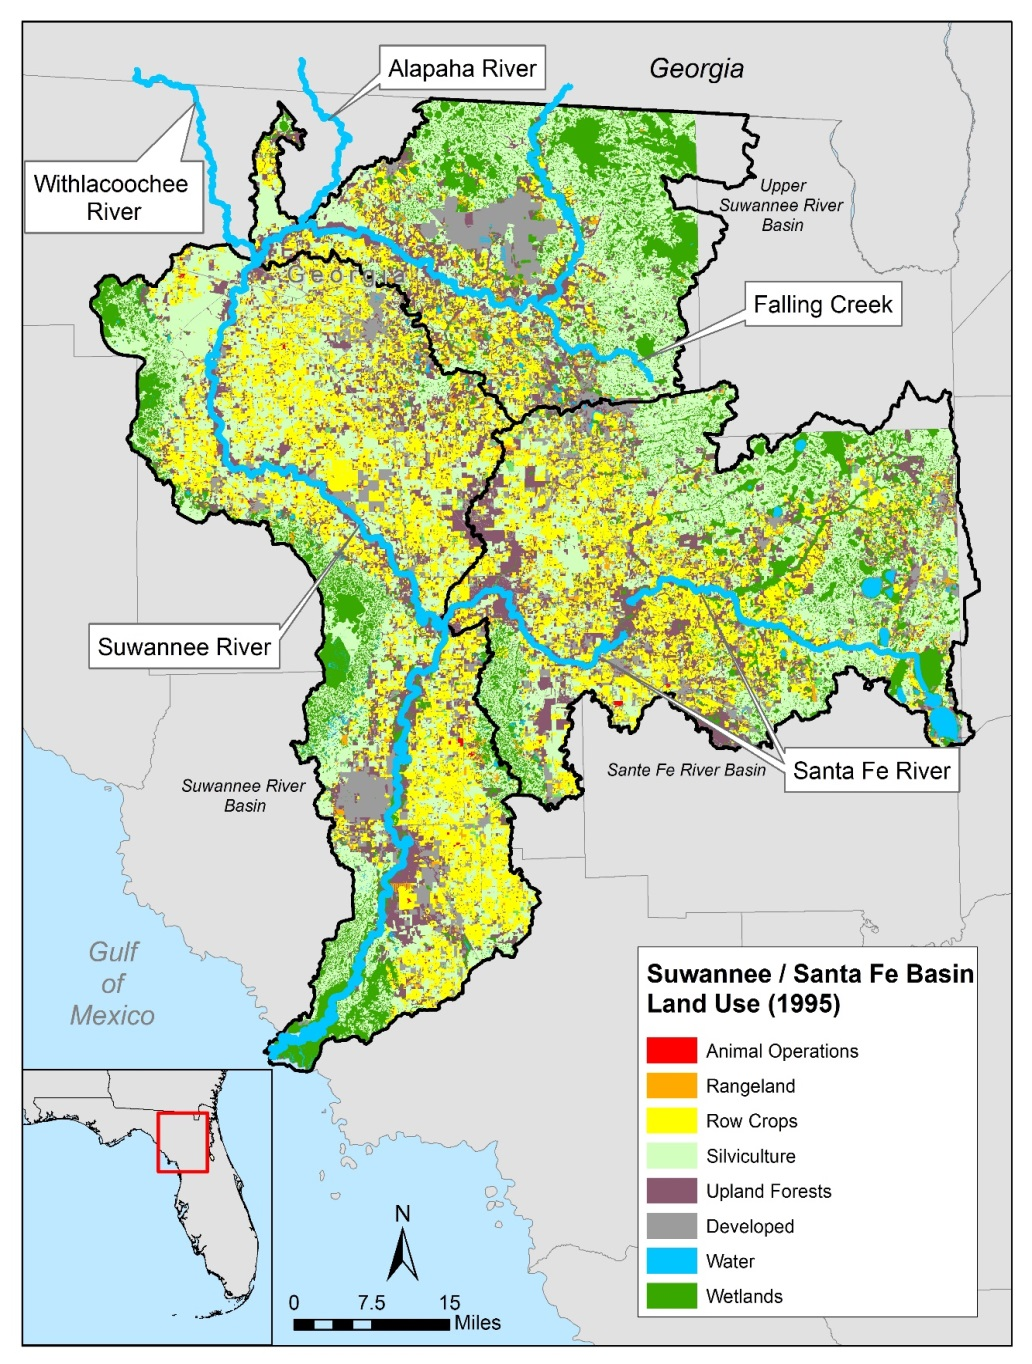 Alapaha River
Georgia
Withlacoochee
River
Upper
Suwannee River
Basin
Georgia
Falling Creek
Suwannee River
Sante Fe River Basin
Santa Fe River
Suwannee River
Basin
Gulf
of
Mexico
Suwannee / Santa Fe Basin
Land Use (1995)
Animal Operations
Rangeland
Row Crops
Silviculture
Upland Forests
Developed
Water
Wetlands
N
0 7.5 15
Miles